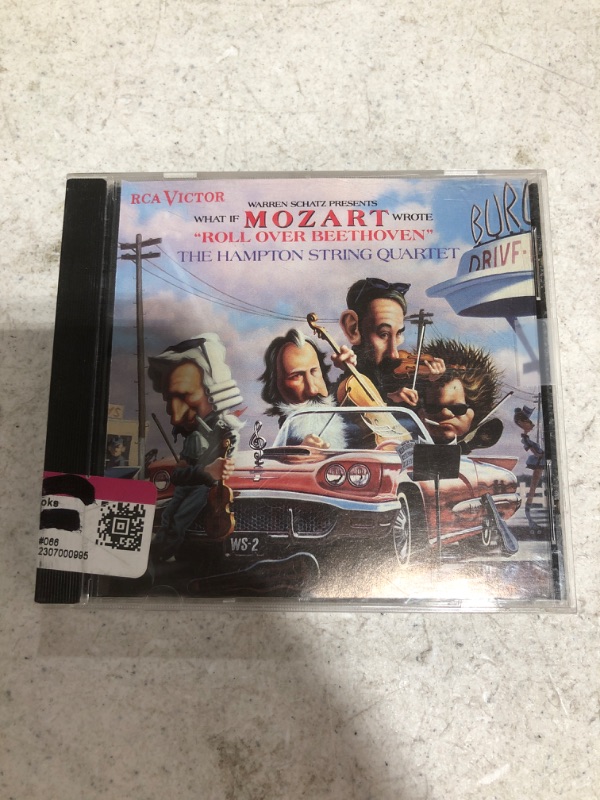 RCA VICTOR
WARREN SCHATZ PRESENTS
WHAT IF MOZART WROTE
"ROLL OVER BEETHOVEN"
THE HAMPTON STRING QUARTET
DRIVE-
WS-2
#066
2307000995